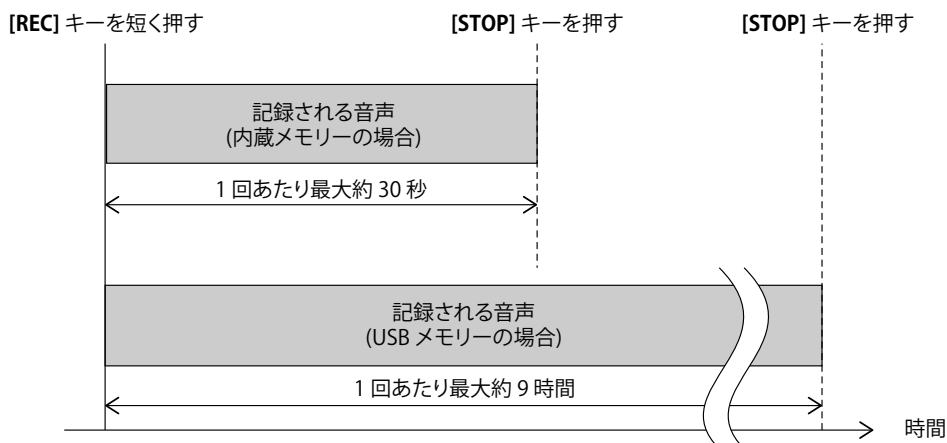 [REC] キーを短く押す
[STOP] キーを押す
[STOP] キーを押す
記録される音声
(内蔵メモリーの場合)
1 回あたり最大約 30 秒
記録される音声
(USB メモリーの場合)
1 回あたり最大約 9 時間
時間